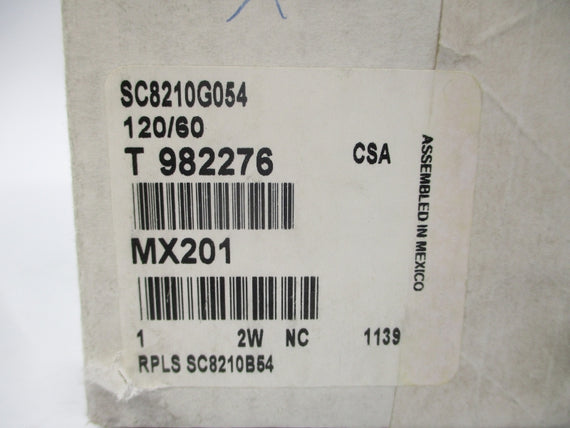 SC8210G054
120/60
T 982276 CSA
MX201
1 2W NC 1139
RPLS SC8210B54
ASSEMBLED IN MEXICO